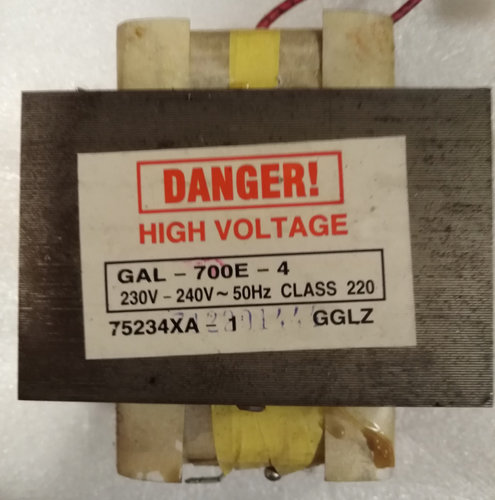 DANGER!
HIGH VOLTAGE
GAL - 700E - 4
230V - 240V ~ 50Hz CLASS 220
75234XA - 1 GGLZ